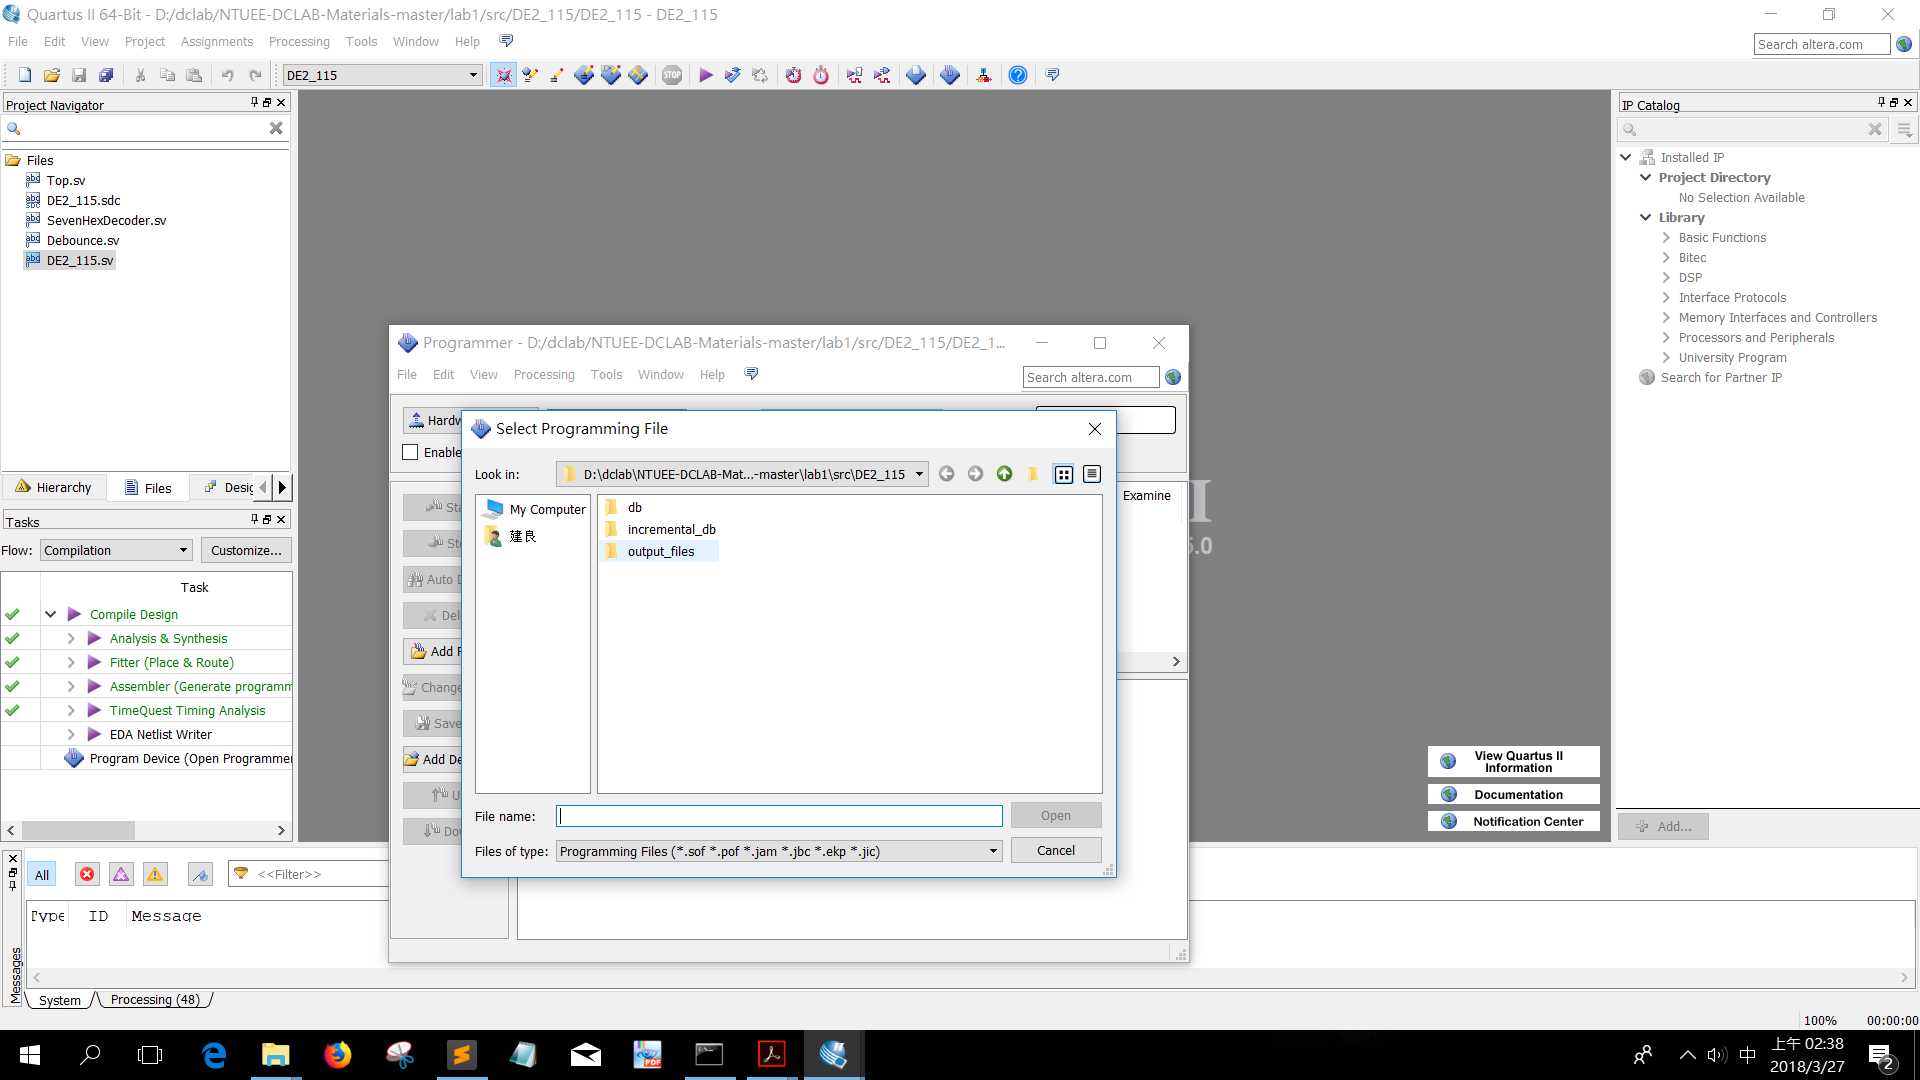 Quartus II 64-Bit - D:/dclab/NTUEE-DCLAB-Materials-master/lab1/src/DE2_115/DE2_115 - DE2_115
File Edit View Project Assignments Processing Tools Window Help
Search altera.com
DE2_115
STOP
Project Navigator
Files
Top.sv
DE2_115.sdc
SevenHexDecoder.sv
Debounce.sv
DE2_115.sv
Hierarchy Files Desig
Tasks
Flow: Compilation Customize...
Task
Compile Design
Analysis & Synthesis
Fitter (Place & Route)
Assembler (Generate programm
TimeQuest Timing Analysis
EDA Netlist Writer
Program Device (Open Programmer
IP Catalog
Installed IP
Project Directory
No Selection Available
Library
Basic Functions
Bitec
DSP
Interface Protocols
Memory Interfaces and Controllers
Processors and Peripherals
University Program
Search for Partner IP
Add...
Programmer - D:/dclab/NTUEE-DCLAB-Materials-master/lab1/src/DE2_115/DE2_1...
File Edit View Processing Tools Window Help
Search altera.com
Hardw
Enable
Sta
Sto
Auto D
Del
Add F
Change
Save
Add De
U
Dov
Examine
I
5.0
Select Programming File
Look in: D:\dclab\NTUEE-DCLAB-Mat...-master\lab1\src\DE2_115
My Computer
建良
db
incremental_db
output_files
File name: Open
Files of type: Programming Files (*.sof *.pof *.jam *.jbc *.ekp *.jic) Cancel
View Quartus II
Information
Documentation
Notification Center
All <<Filter>>
Type ID Message
Messages
System Processing (48)
100% 00:00:00
PDF
中
上午 02:38
2018/3/27
2